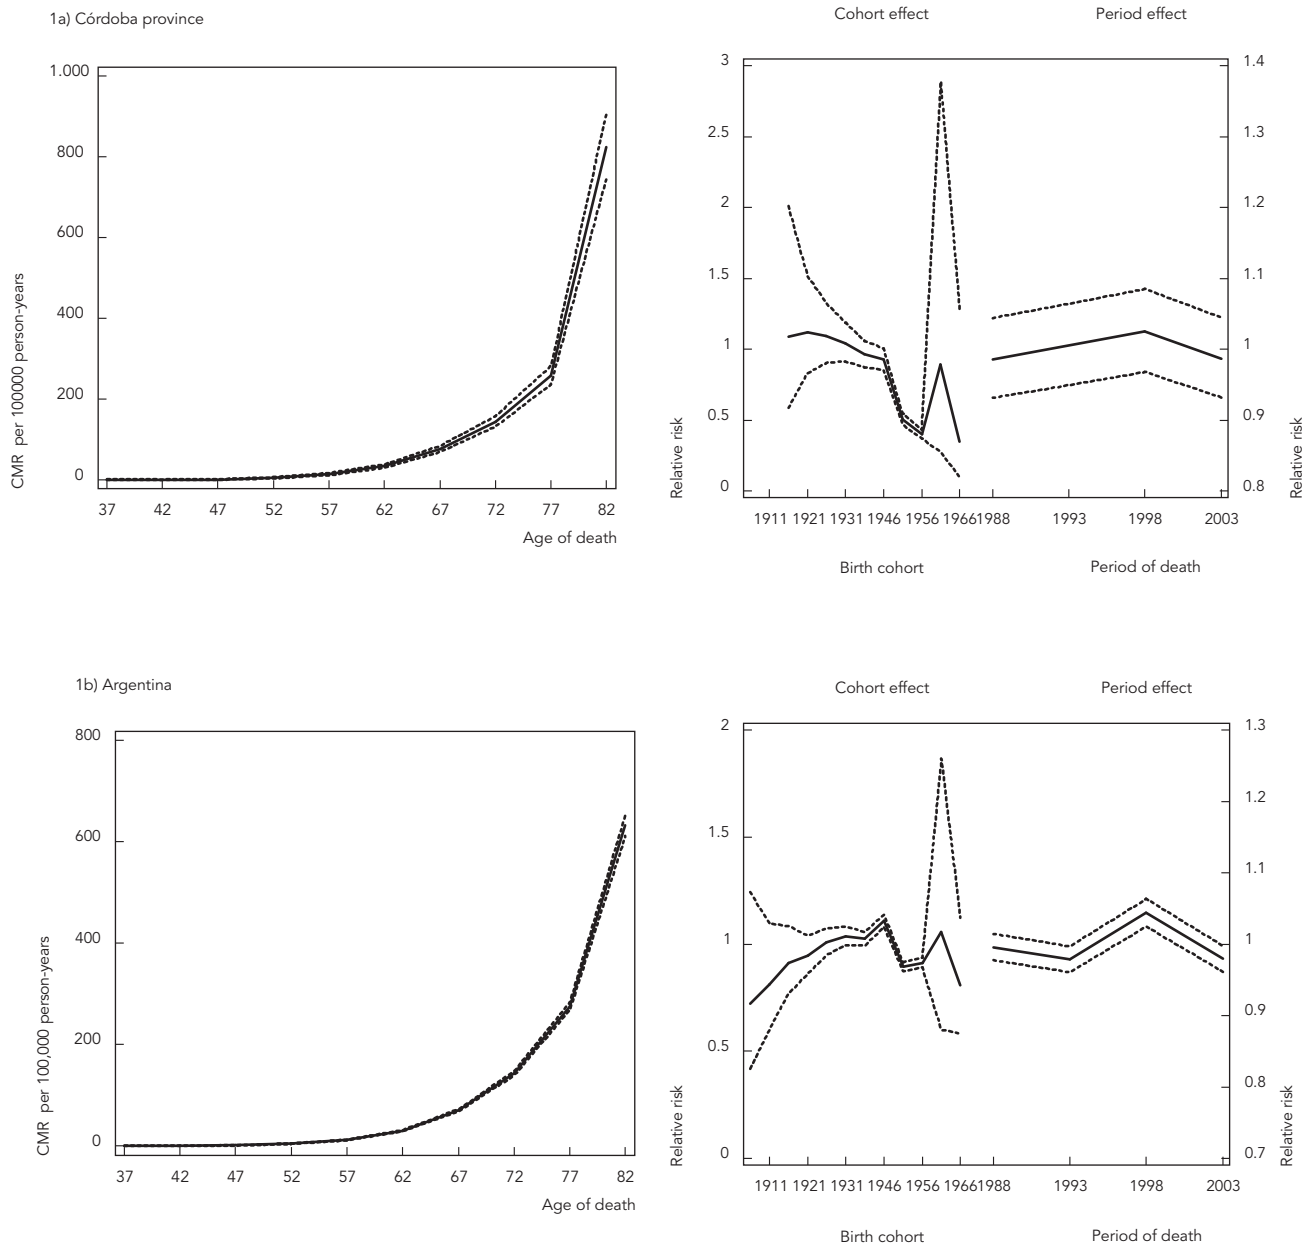 1a) Córdoba province
Cohort effect
Period effect
1.000
800
600
400
200
0
CMR per 100000 person-years
37 42 47 52 57 62 67 72 77 82
Age of death
3
2.5
2
1.5
1
0.5
0
Relative risk
1.4
1.3
1.2
1.1
1
0.9
0.8
Relative risk
1911 1921 1931 1946 1956 1966 1988 1993 1998 2003
Birth cohort
Period of death
1b) Argentina
Cohort effect
Period effect
800
600
400
200
0
CMR per 100,000 person-years
37 42 47 52 57 62 67 72 77 82
Age of death
2
1.5
1
0.5
0
Relative risk
1.3
1.2
1.1
1
0.9
0.8
0.7
Relative risk
1911 1921 1931 1946 1956 1966 1988 1993 1998 2003
Birth cohort
Period of death